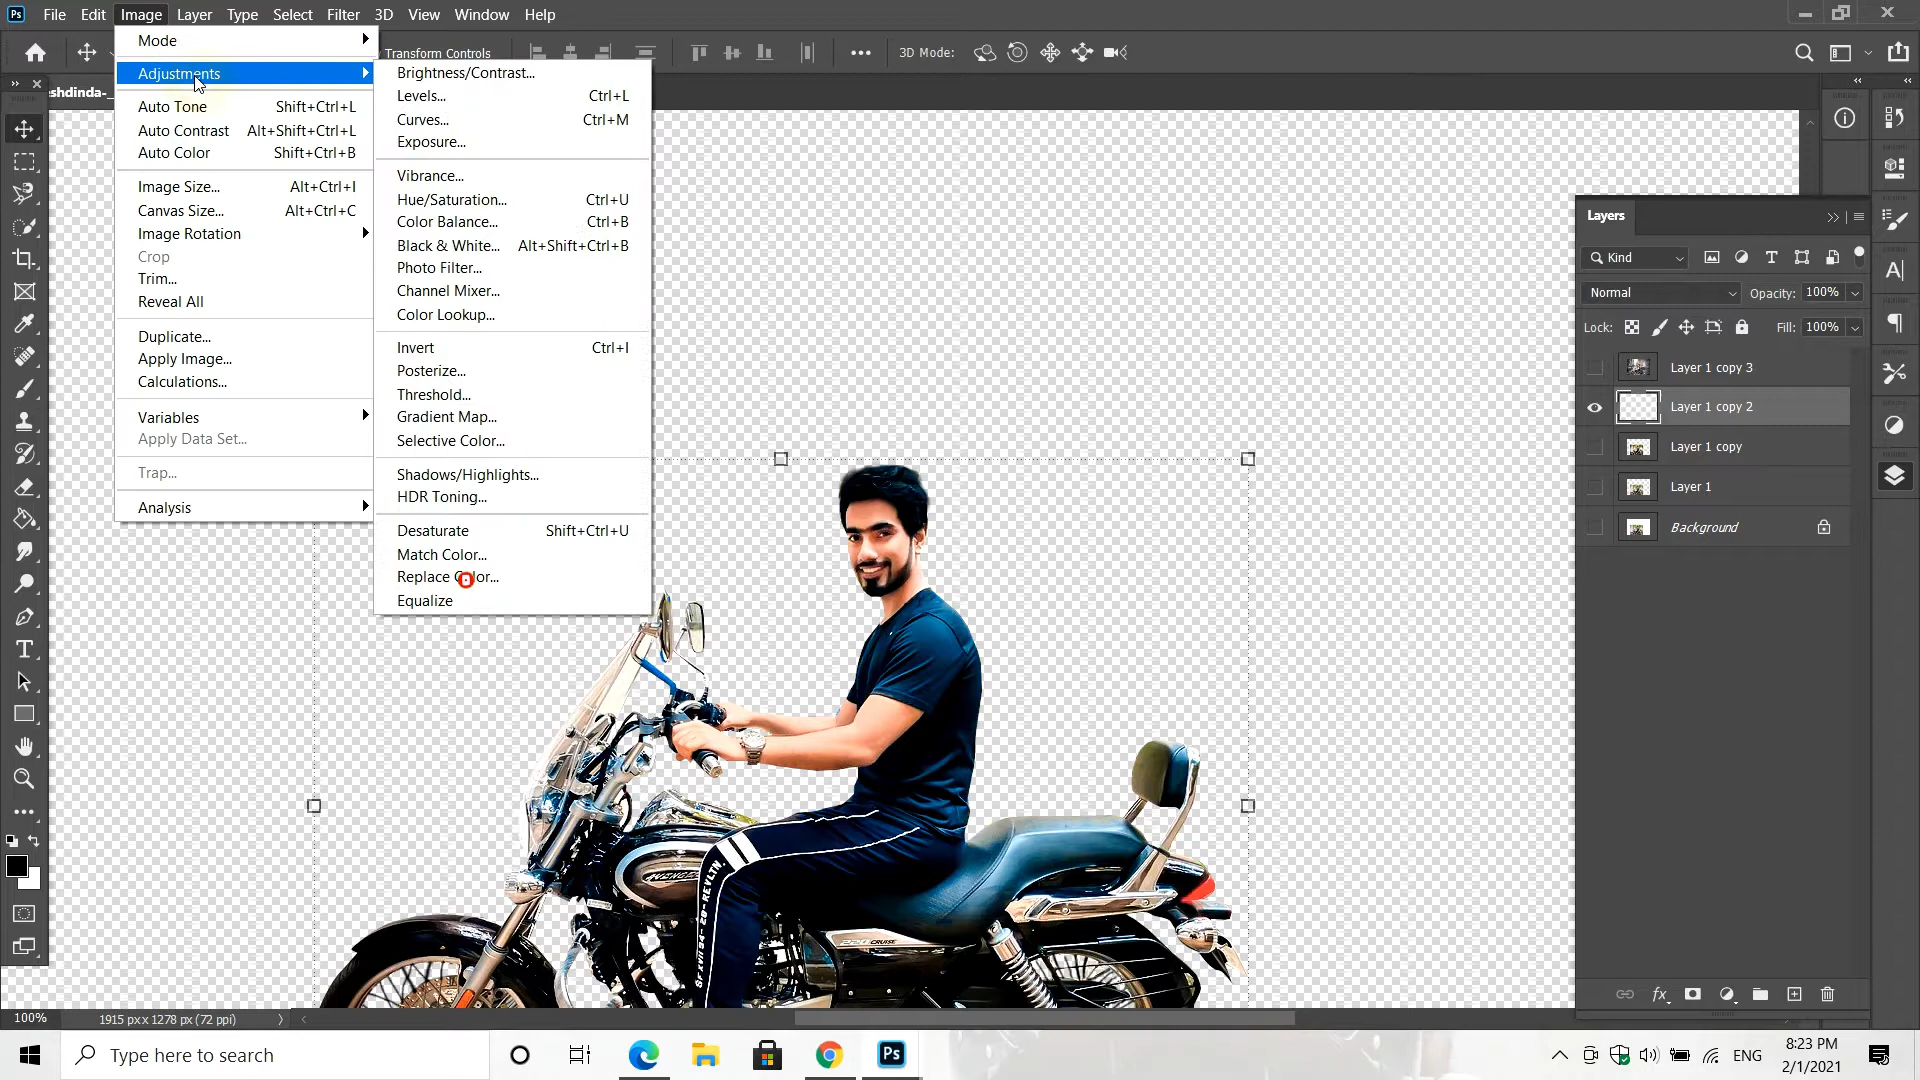 Ps File Edit Image Layer Type Select Filter 3D View Window Help
Transform Controls 3D Mode:
shdinda-_
Mode
Adjustments
Auto Tone Shift+Ctrl+L
Auto Contrast Alt+Shift+Ctrl+L
Auto Color Shift+Ctrl+B
Image Size... Alt+Ctrl+I
Canvas Size... Alt+Ctrl+C
Image Rotation
Crop
Trim...
Reveal All
Duplicate...
Apply Image...
Calculations...
Variables
Apply Data Set...
Trap...
Analysis
Brightness/Contrast...
Levels... Ctrl+L
Curves... Ctrl+M
Exposure...
Vibrance...
Hue/Saturation... Ctrl+U
Color Balance... Ctrl+B
Black & White... Alt+Shift+Ctrl+B
Photo Filter...
Channel Mixer...
Color Lookup...
Invert Ctrl+I
Posterize...
Threshold...
Gradient Map...
Selective Color...
Shadows/Highlights...
HDR Toning...
Desaturate Shift+Ctrl+U
Match Color...
Replace Color...
Equalize
Layers
Kind
Normal Opacity: 100%
Lock: Fill: 100%
Layer 1 copy 3
Layer 1 copy 2
Layer 1 copy
Layer 1
Background
fx
AVENGER
CRUISE
100% 1915 px x 1278 px (72 ppi)
Type here to search
Ps
ENG
8:23 PM
2/1/2021